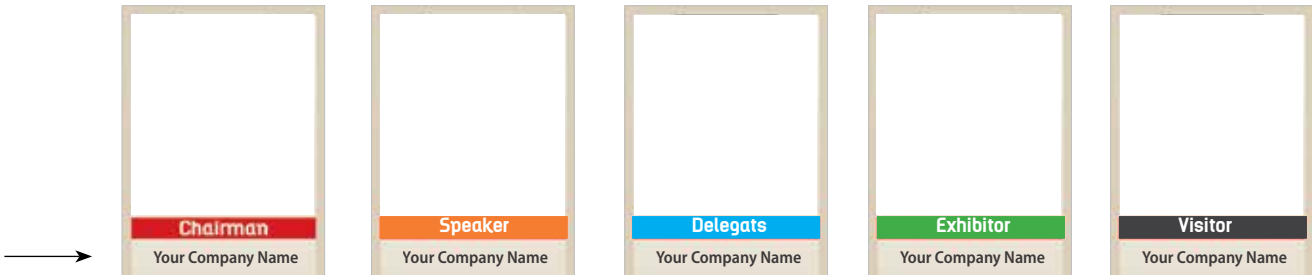 Chairman
Your Company Name
Speaker
Your Company Name
Delegats
Your Company Name
Exhibitor
Your Company Name
Visitor
Your Company Name